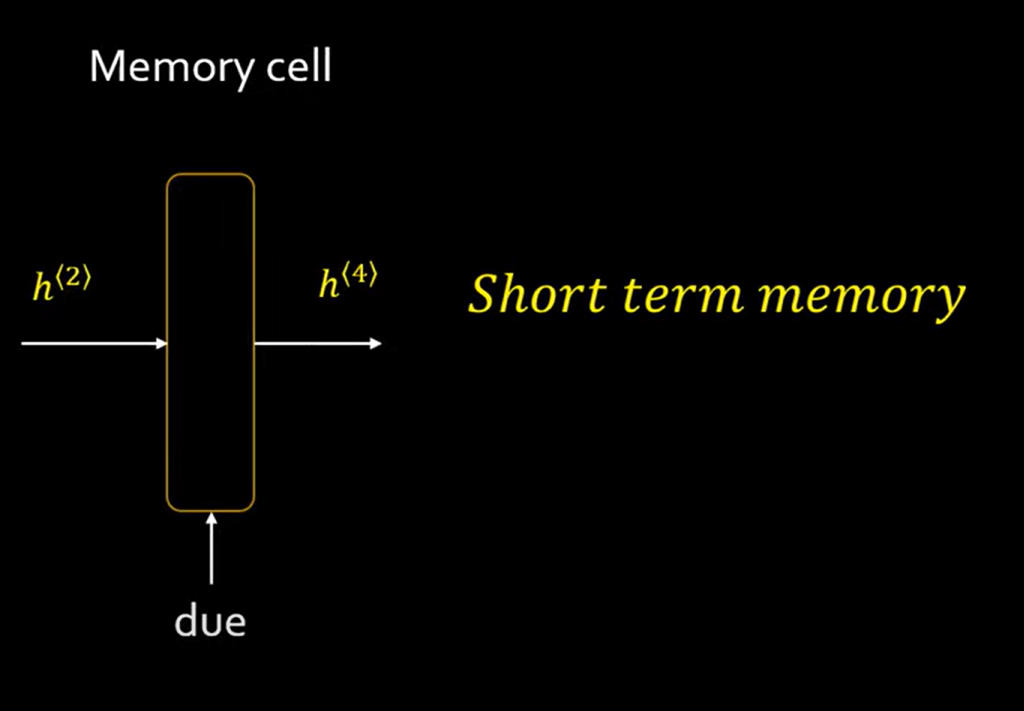 Memory cell
h⟨2⟩
h⟨4⟩
Short term memory
due